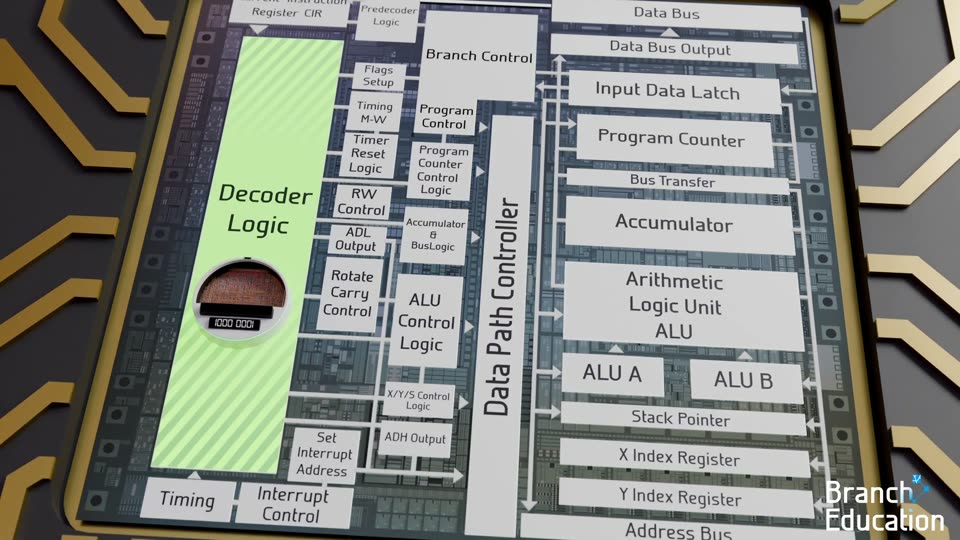 Register CIR
Predecoder
Logic
Data Bus
Data Bus Output
Branch Control
Flags
Setup
Input Data Latch
Timing
M-W
Program
Control
Program Counter
Timer
Reset
Logic
Program
Counter
Control
Logic
Bus Transfer
Decoder
Logic
RW
Control
Accumulator
&
BusLogic
Accumulator
ADL
Output
Data Path Controller
Rotate
Carry
Control
ALU
Control
Logic
Arithmetic
Logic Unit
ALU
1000 0001
ALU A
ALU B
X/Y/S Control
Logic
Stack Pointer
ADH Output
Set
Interrupt
Address
X Index Register
Timing
Interrupt
Control
Y Index Register
Address Bus
Branch
Education